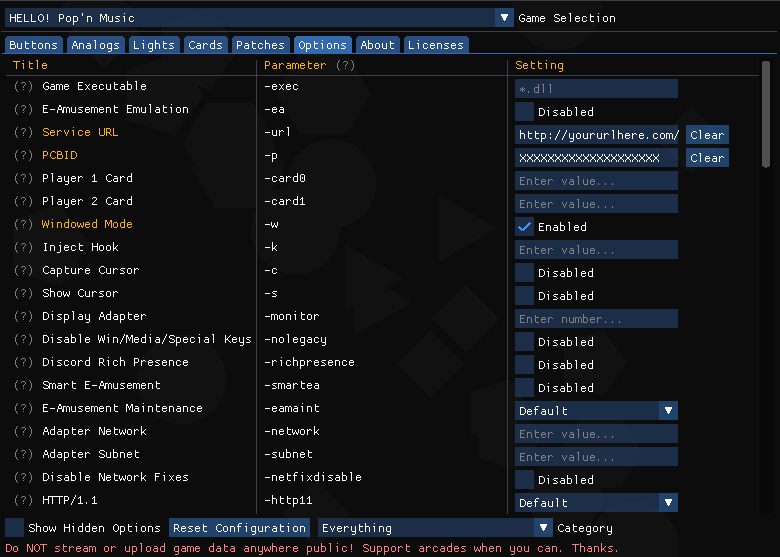 HELLO! Pop'n Music ▼ Game Selection
Buttons Analogs Lights Cards Patches Options About Licenses
Title Parameter (?) Setting
(?) Game Executable -exec *.dll
(?) E-Amusement Emulation -ea Disabled
(?) Service URL -url http://yoururlhere.com/ Clear
(?) PCBID -p XXXXXXXXXXXXXXXXXXXX Clear
(?) Player 1 Card -card0 Enter value...
(?) Player 2 Card -card1 Enter value...
(?) Windowed Mode -w Enabled
(?) Inject Hook -k Enter value...
(?) Capture Cursor -c Disabled
(?) Show Cursor -s Disabled
(?) Display Adapter -monitor Enter number...
(?) Disable Win/Media/Special Keys -nolegacy Disabled
(?) Discord Rich Presence -richpresence Disabled
(?) Smart E-Amusement -smartea Disabled
(?) E-Amusement Maintenance -eamaint Default ▼
(?) Adapter Network -network Enter value...
(?) Adapter Subnet -subnet Enter value...
(?) Disable Network Fixes -netfixdisable Disabled
(?) HTTP/1.1 -http11 Default ▼
Show Hidden Options Reset Configuration Everything ▼ Category
Do NOT stream or upload game data anywhere public! Support arcades when you can. Thanks.